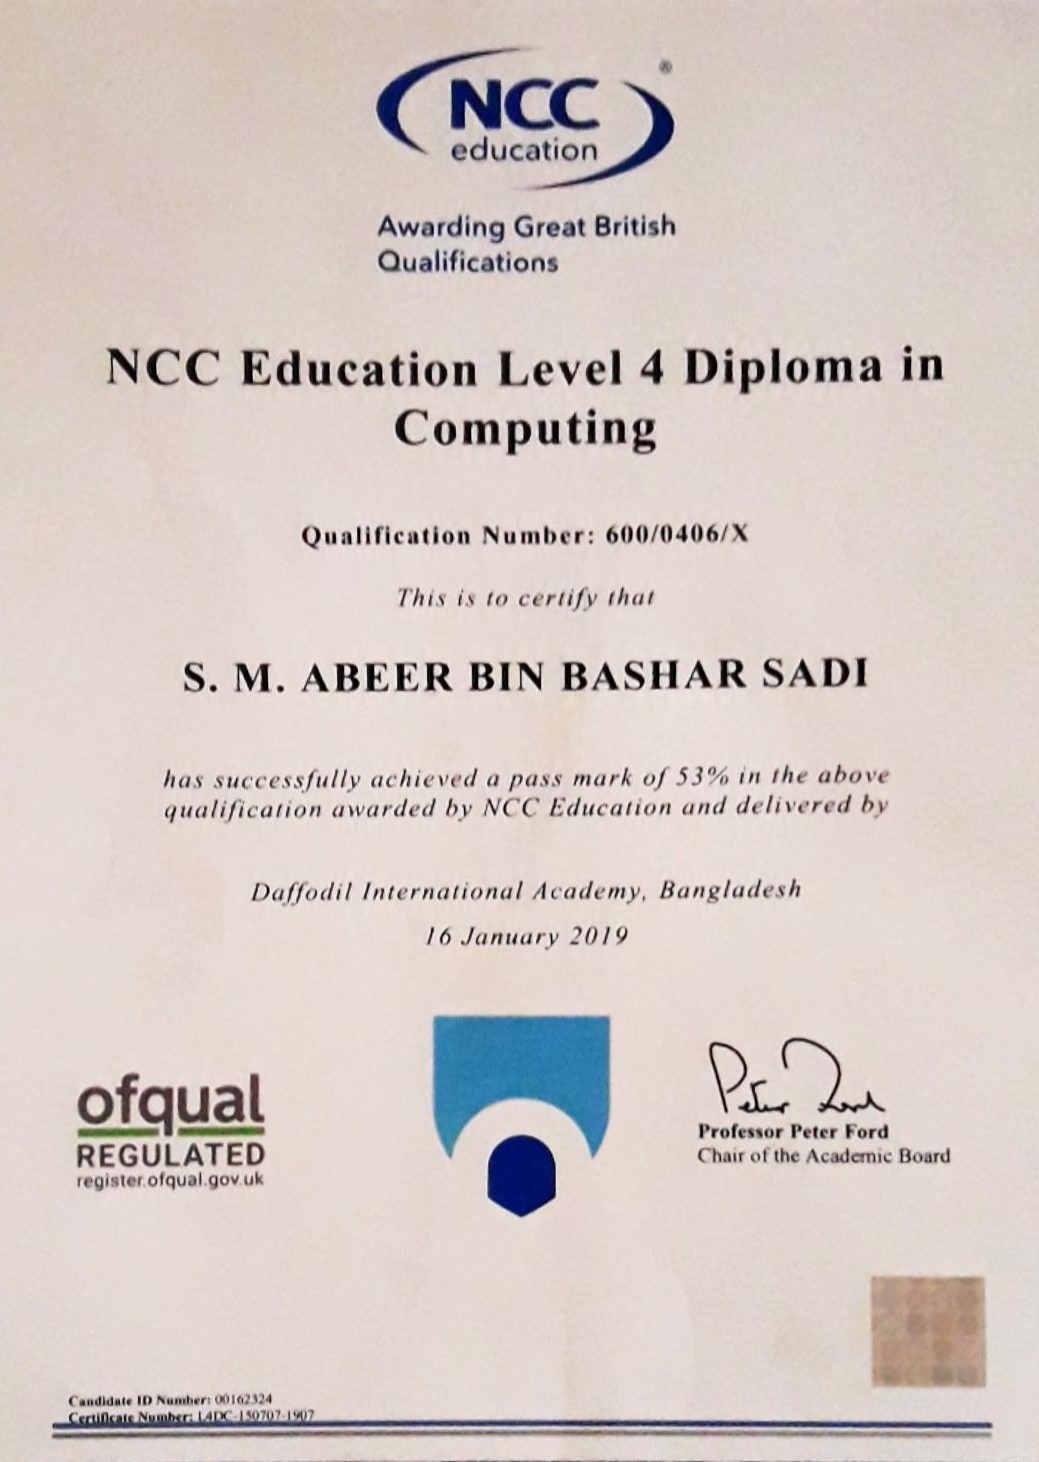 NCC
education
®
Awarding Great British
Qualifications
NCC Education Level 4 Diploma in
Computing
Qualification Number: 600/0406/X
This is to certify that
S. M. ABEER BIN BASHAR SADI
has successfully achieved a pass mark of 53% in the above
qualification awarded by NCC Education and delivered by
Daffodil International Academy, Bangladesh
16 January 2019
ofqual
REGULATED
register.ofqual.gov.uk
Peter Ford
Professor Peter Ford
Chair of the Academic Board
Candidate ID Number: 00162324
Certificate Number: L4DC-150707-1907